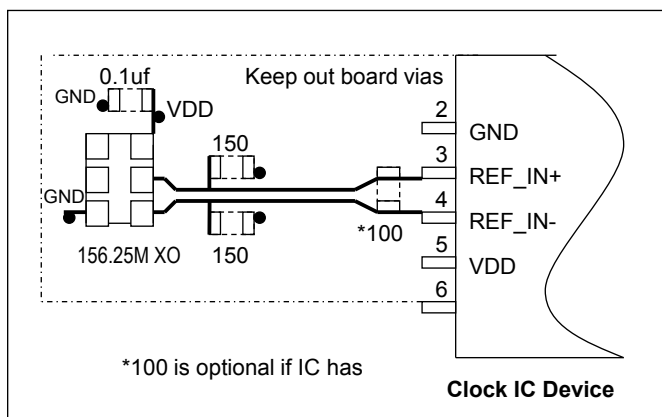 0.1uf
Keep out board vias
GND
VDD
2
GND
150
3
REF_IN+
GND
4
REF_IN-
156.25M XO
150
*100
5
VDD
6
*100 is optional if IC has
Clock IC Device